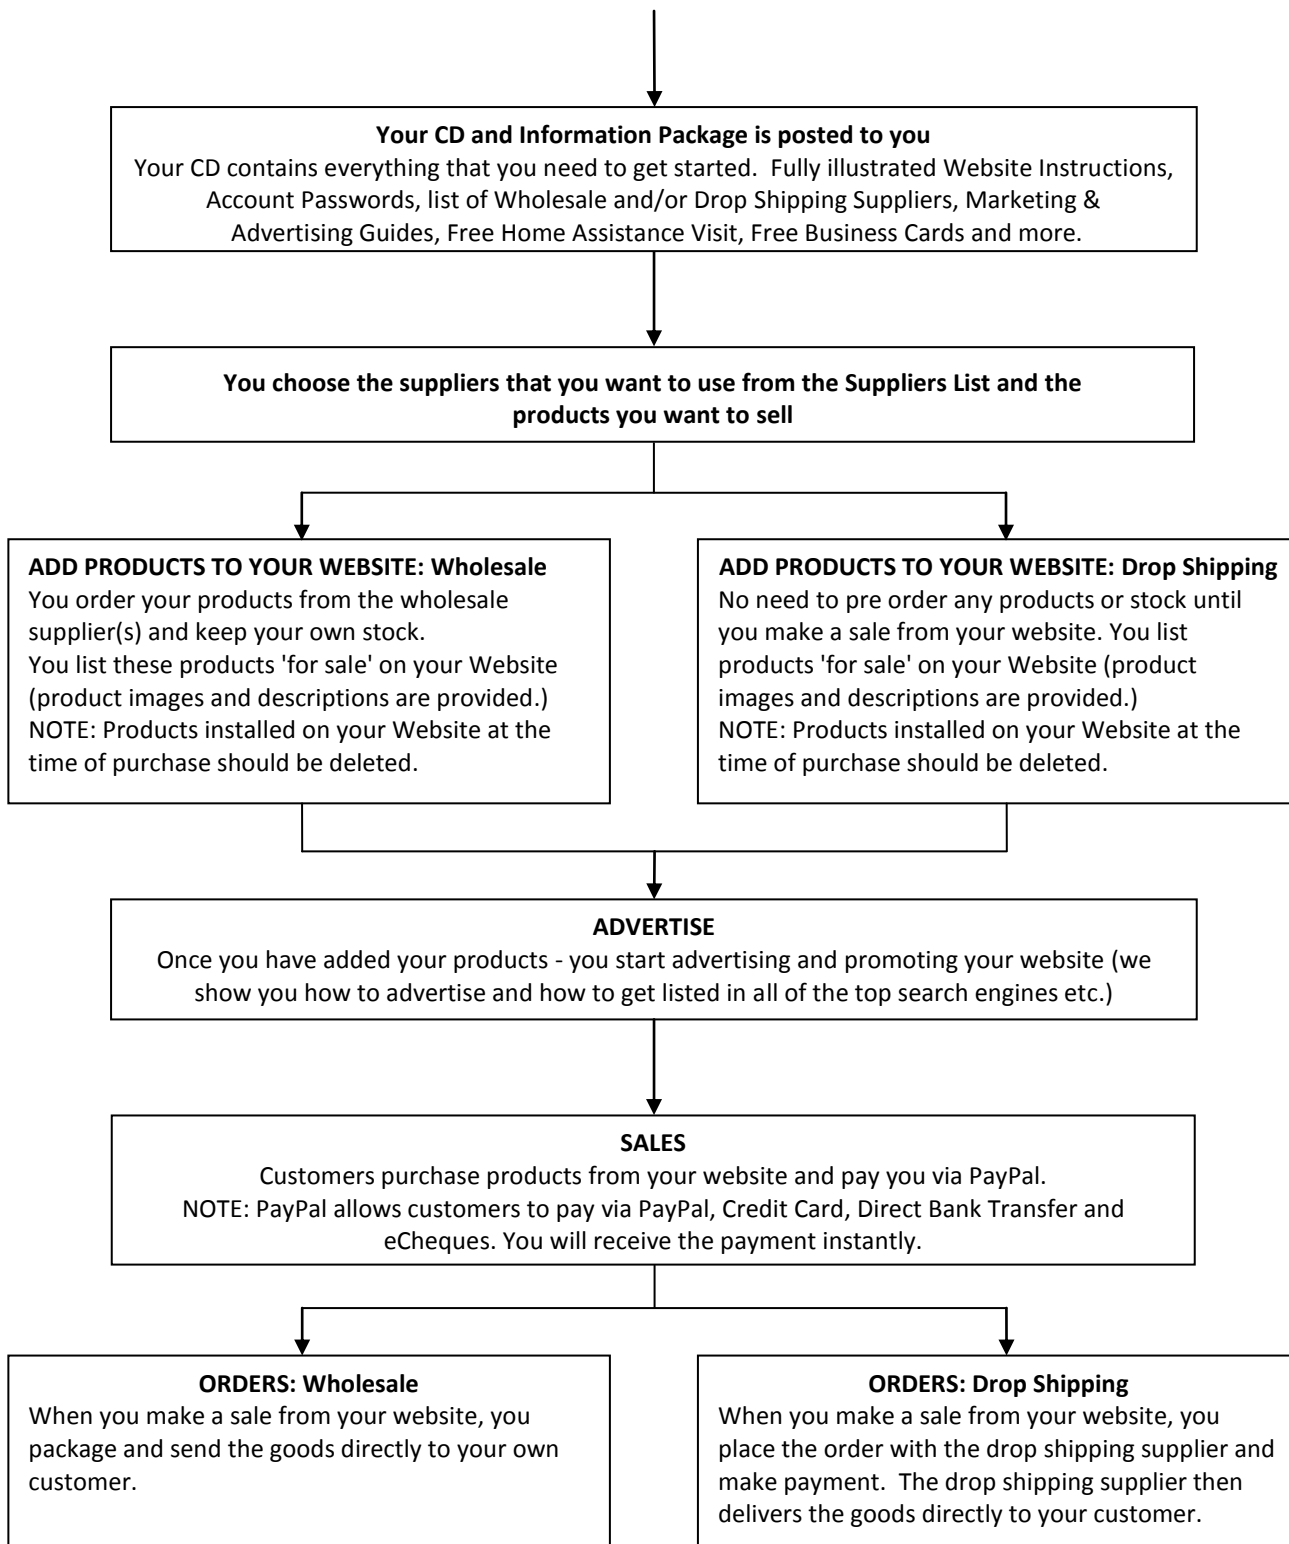 Your CD and Information Package is posted to you
Your CD contains everything that you need to get started.  Fully illustrated Website Instructions,
Account Passwords, list of Wholesale and/or Drop Shipping Suppliers, Marketing &
Advertising Guides, Free Home Assistance Visit, Free Business Cards and more.
You choose the suppliers that you want to use from the Suppliers List and the
products you want to sell
ADD PRODUCTS TO YOUR WEBSITE: Wholesale
You order your products from the wholesale
supplier(s) and keep your own stock.
You list these products 'for sale' on your Website
(product images and descriptions are provided.)
NOTE: Products installed on your Website at the
time of purchase should be deleted.
ADD PRODUCTS TO YOUR WEBSITE: Drop Shipping
No need to pre order any products or stock until
you make a sale from your website. You list
products 'for sale' on your Website (product
images and descriptions are provided.)
NOTE: Products installed on your Website at the
time of purchase should be deleted.
ADVERTISE
Once you have added your products - you start advertising and promoting your website (we
show you how to advertise and how to get listed in all of the top search engines etc.)
SALES
Customers purchase products from your website and pay you via PayPal.
NOTE: PayPal allows customers to pay via PayPal, Credit Card, Direct Bank Transfer and
eCheques. You will receive the payment instantly.
ORDERS: Wholesale
When you make a sale from your website, you
package and send the goods directly to your own
customer.
ORDERS: Drop Shipping
When you make a sale from your website, you
place the order with the drop shipping supplier and
make payment.  The drop shipping supplier then
delivers the goods directly to your customer.